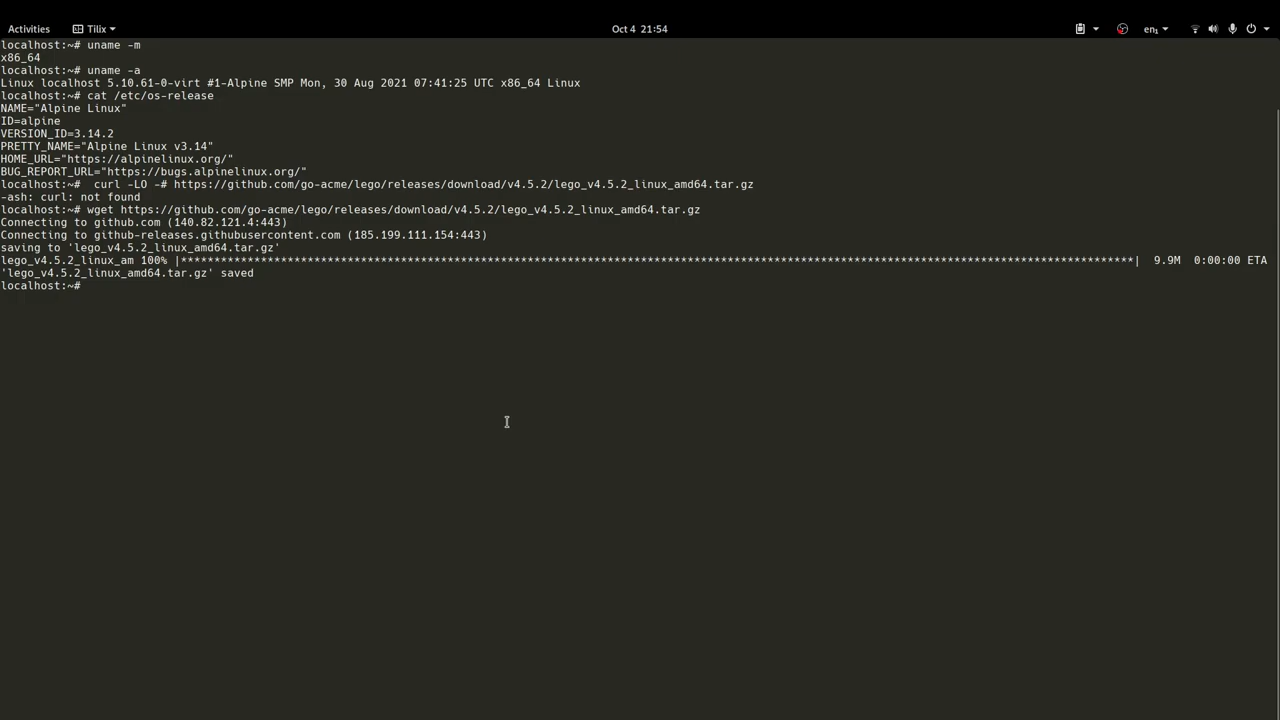 Activities Tilix Oct 4 21:54 en₁
localhost:~# uname -m
x86_64
localhost:~# uname -a
Linux localhost 5.10.61-0-virt #1-Alpine SMP Mon, 30 Aug 2021 07:41:25 UTC x86_64 Linux
localhost:~# cat /etc/os-release
NAME="Alpine Linux"
ID=alpine
VERSION_ID=3.14.2
PRETTY_NAME="Alpine Linux v3.14"
HOME_URL="https://alpinelinux.org/"
BUG_REPORT_URL="https://bugs.alpinelinux.org/"
localhost:~#  curl -LO -# https://github.com/go-acme/lego/releases/download/v4.5.2/lego_v4.5.2_linux_amd64.tar.gz
-ash: curl: not found
localhost:~# wget https://github.com/go-acme/lego/releases/download/v4.5.2/lego_v4.5.2_linux_amd64.tar.gz
Connecting to github.com (140.82.121.4:443)
Connecting to github-releases.githubusercontent.com (185.199.111.154:443)
saving to 'lego_v4.5.2_linux_amd64.tar.gz'
lego_v4.5.2_linux_am 100% |***********************************************************************************************************************************************| 9.9M 0:00:00 ETA
'lego_v4.5.2_linux_amd64.tar.gz' saved
localhost:~#